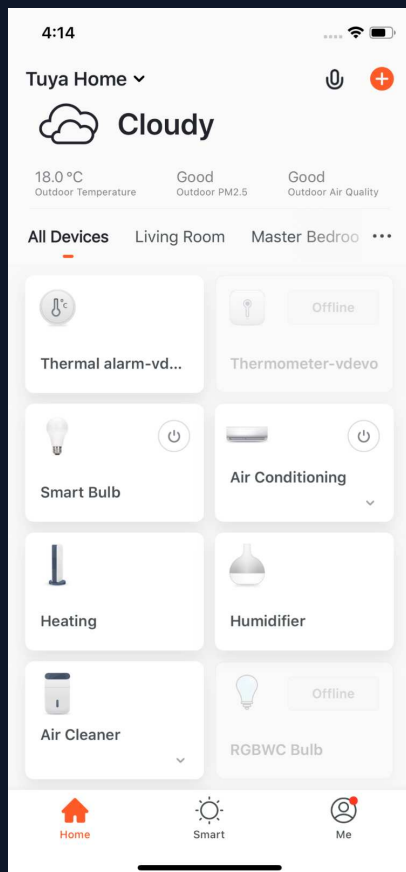 4:14
Tuya Home
Cloudy
18.0 °C Good Good
Outdoor Temperature Outdoor PM2.5 Outdoor Air Quality
All Devices Living Room Master Bedroo
°C
Offline
Thermal alarm-vd... Thermometer-vdevo
Smart Bulb Air Conditioning
Heating Humidifier
Offline
Air Cleaner RGBWC Bulb
Home Smart Me